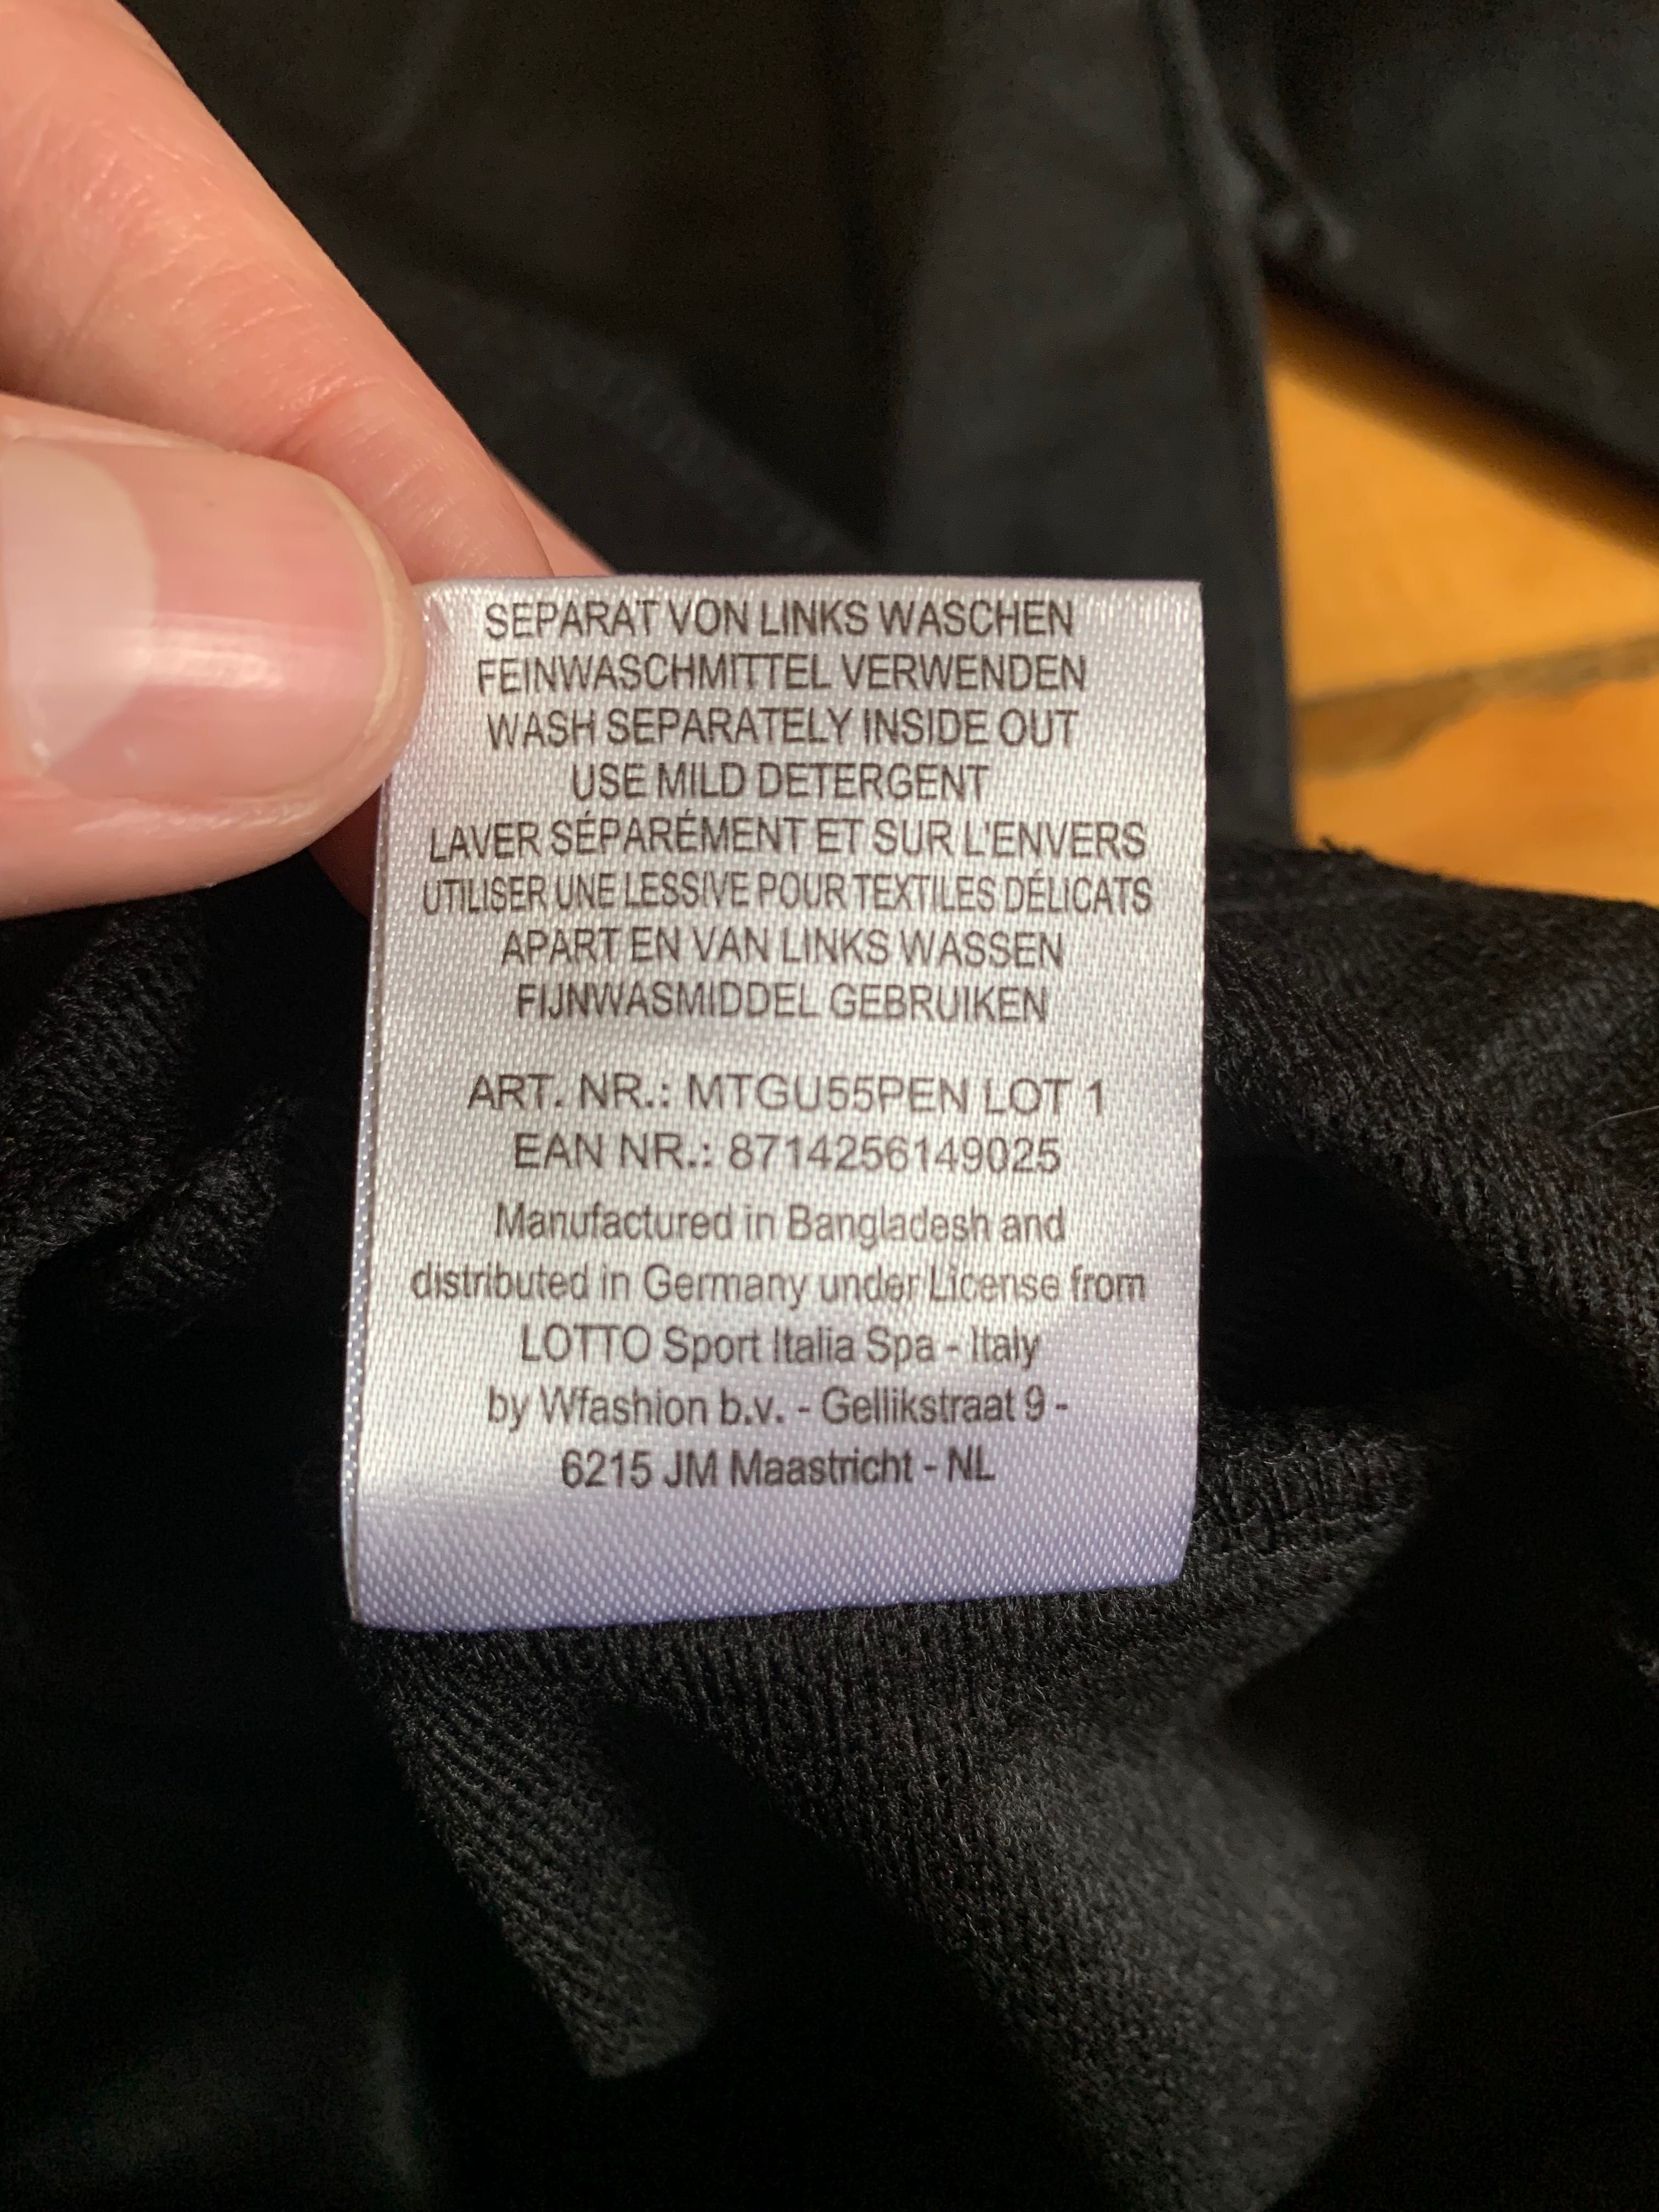 SEPARAT VON LINKS WASCHEN
FEINWASCHMITTEL VERWENDEN
WASH SEPARATELY INSIDE OUT
USE MILD DETERGENT
LAVER SÉPARÉMENT ET SUR L'ENVERS
UTILISER UNE LESSIVE POUR TEXTILES DÉLICATS
APART EN VAN LINKS WASSEN
FIJNWASMIDDEL GEBRUIKEN
ART. NR.: MTGU55PEN LOT 1
EAN NR.: 8714256149025
Manufactured in Bangladesh and
distributed in Germany under License from
LOTTO Sport Italia Spa - Italy
by Wfashion b.v. - Gellikstraat 9 -
6215 JM Maastricht - NL